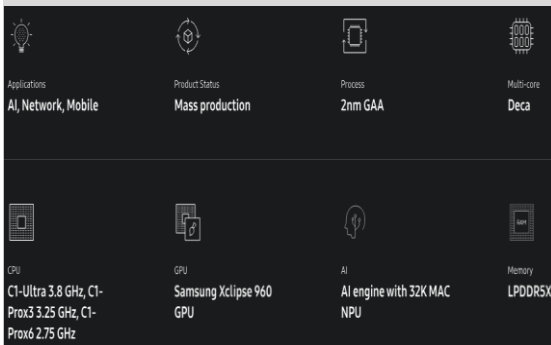 Applications
Product Status
Process
Multi-core
AI, Network, Mobile
Mass production
2nm GAA
Deca
CPU
GPU
AI
Memory
C1-Ultra 3.8 GHz, C1-
Prox3 3.25 GHz, C1-
Prox6 2.75 GHz
Samsung Xclipse 960
GPU
AI engine with 32K MAC
NPU
LPDDR5X